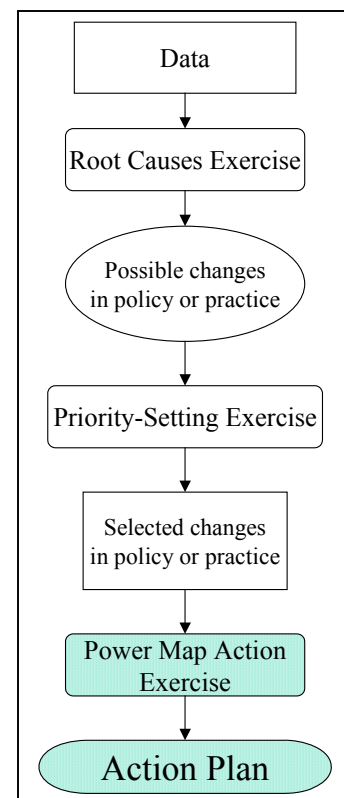 Data
Root Causes Exercise
Possible changes
in policy or practice
Priority-Setting Exercise
Selected changes
in policy or practice
Power Map Action
Exercise
Action Plan